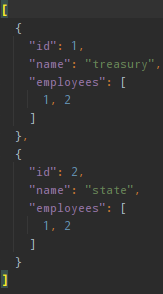 [
  {
    "id": 1,
    "name": "treasury",
    "employees": [
      1, 2
    ]
  },
  {
    "id": 2,
    "name": "state",
    "employees": [
      1, 2
    ]
  }
]